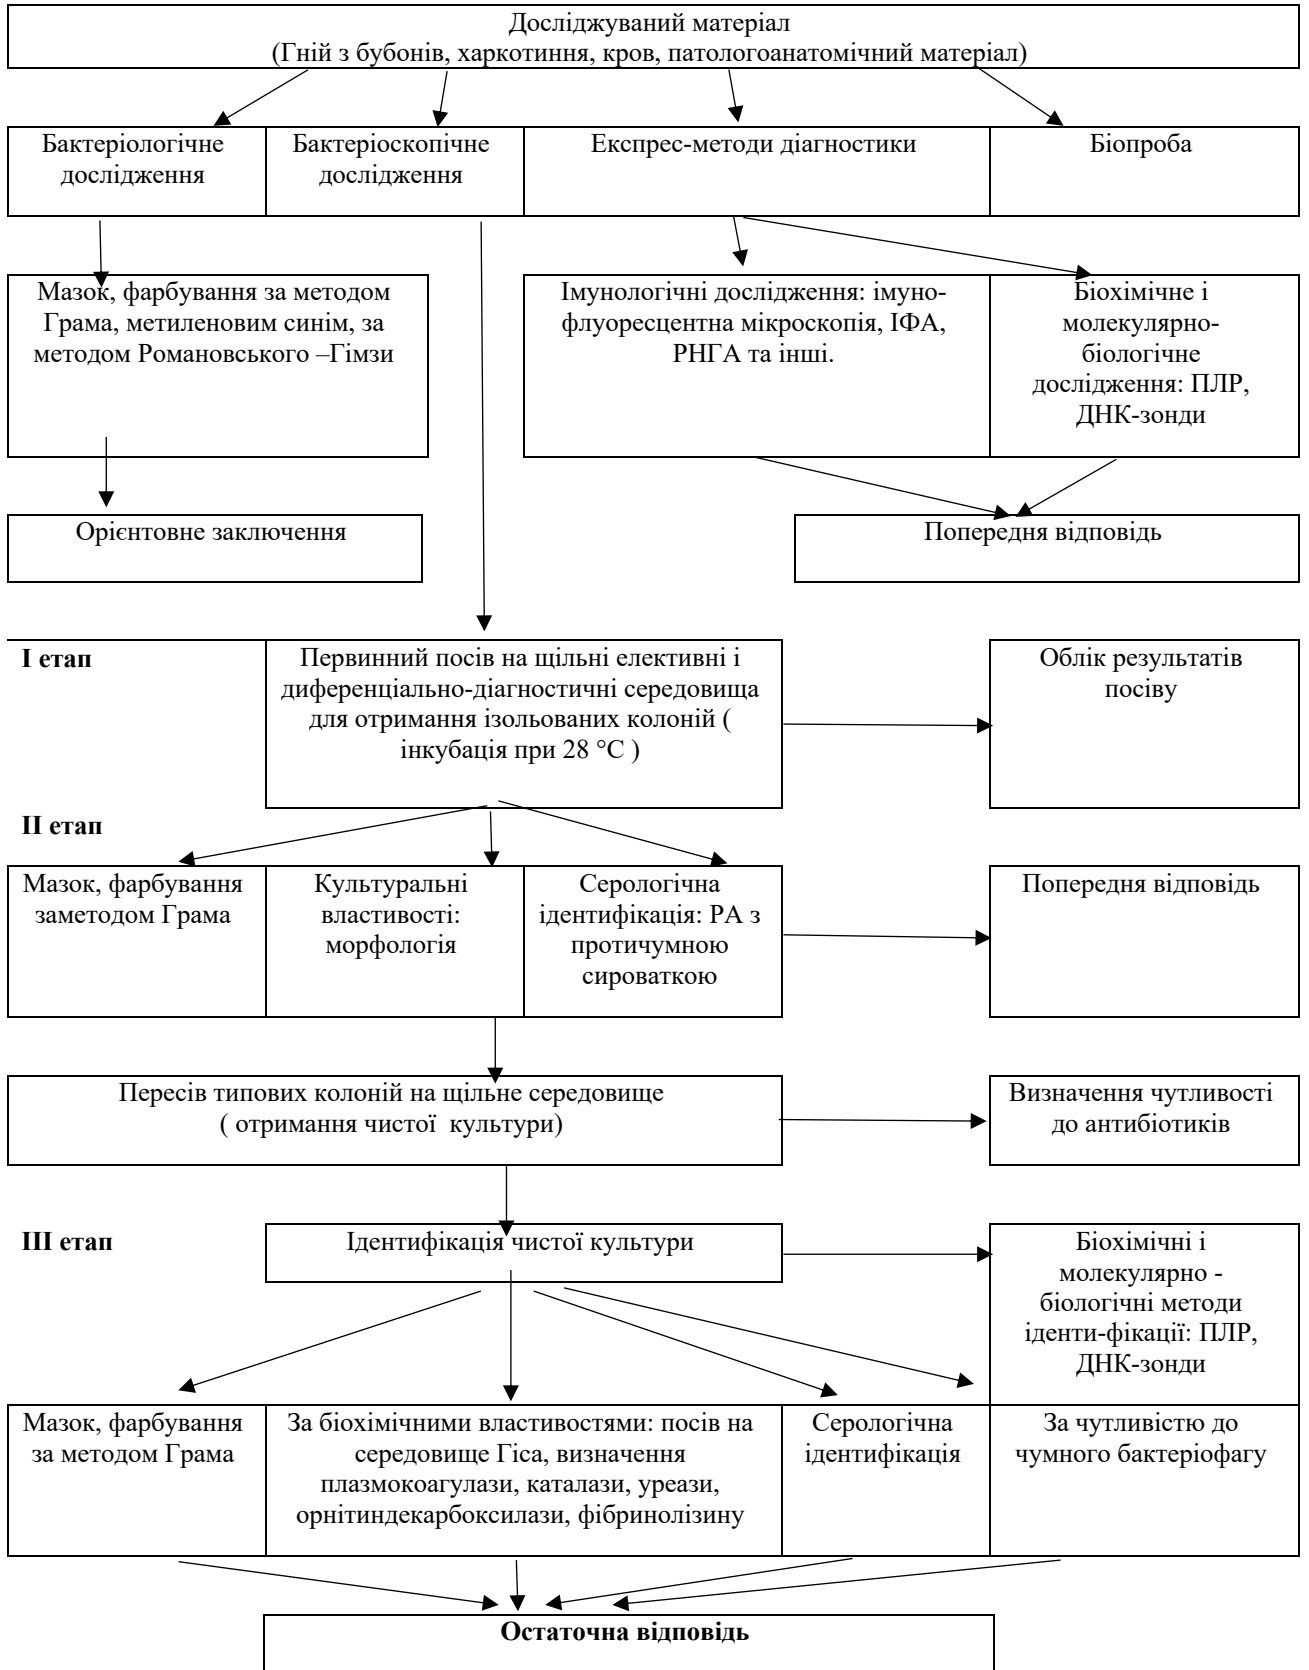 Досліджуваний матеріал
(Гній з бубонів, харкотиння, кров, патологоанатомічний матеріал)
Бактеріологічне
дослідження
Бактеріоскопічне
дослідження
Експрес-методи діагностики
Біопроба
Мазок, фарбування за методом
Грама, метиленовим синім, за
методом Романовського –Гімзи
Імунологічні дослідження: імуно-
флуоресцентна мікроскопія, ІФА,
РНГА та інші.
Біохімічне і
молекулярно-
біологічне
дослідження: ПЛР,
ДНК-зонди
Орієнтовне заключення
Попередня відповідь
I етап
Первинний посів на щільні елективні і
диференціально-діагностичні середовища
для отримання ізольованих колоній (
інкубація при 28 °С )
Облік результатів
посіву
II етап
Мазок, фарбування
заметодом Грама
Культуральні
властивості:
морфологія
Серологічна
ідентифікація: РА з
протичумною
сироваткою
Попередня відповідь
Пересів типових колоній на щільне середовище
( отримання чистої культури)
Визначення чутливості
до антибіотиків
III етап
Ідентифікація чистої культури
Біохімічні і
молекулярно -
біологічні методи
іденти-фікації: ПЛР,
ДНК-зонди
Мазок, фарбування
за методом Грама
За біохімічними властивостями: посів на
середовище Гіса, визначення
плазмокоагулази, каталази, уреази,
орнітиндекарбоксилази, фібринолізину
Серологічна
ідентифікація
За чутливістю до
чумного бактеріофагу
Остаточна відповідь